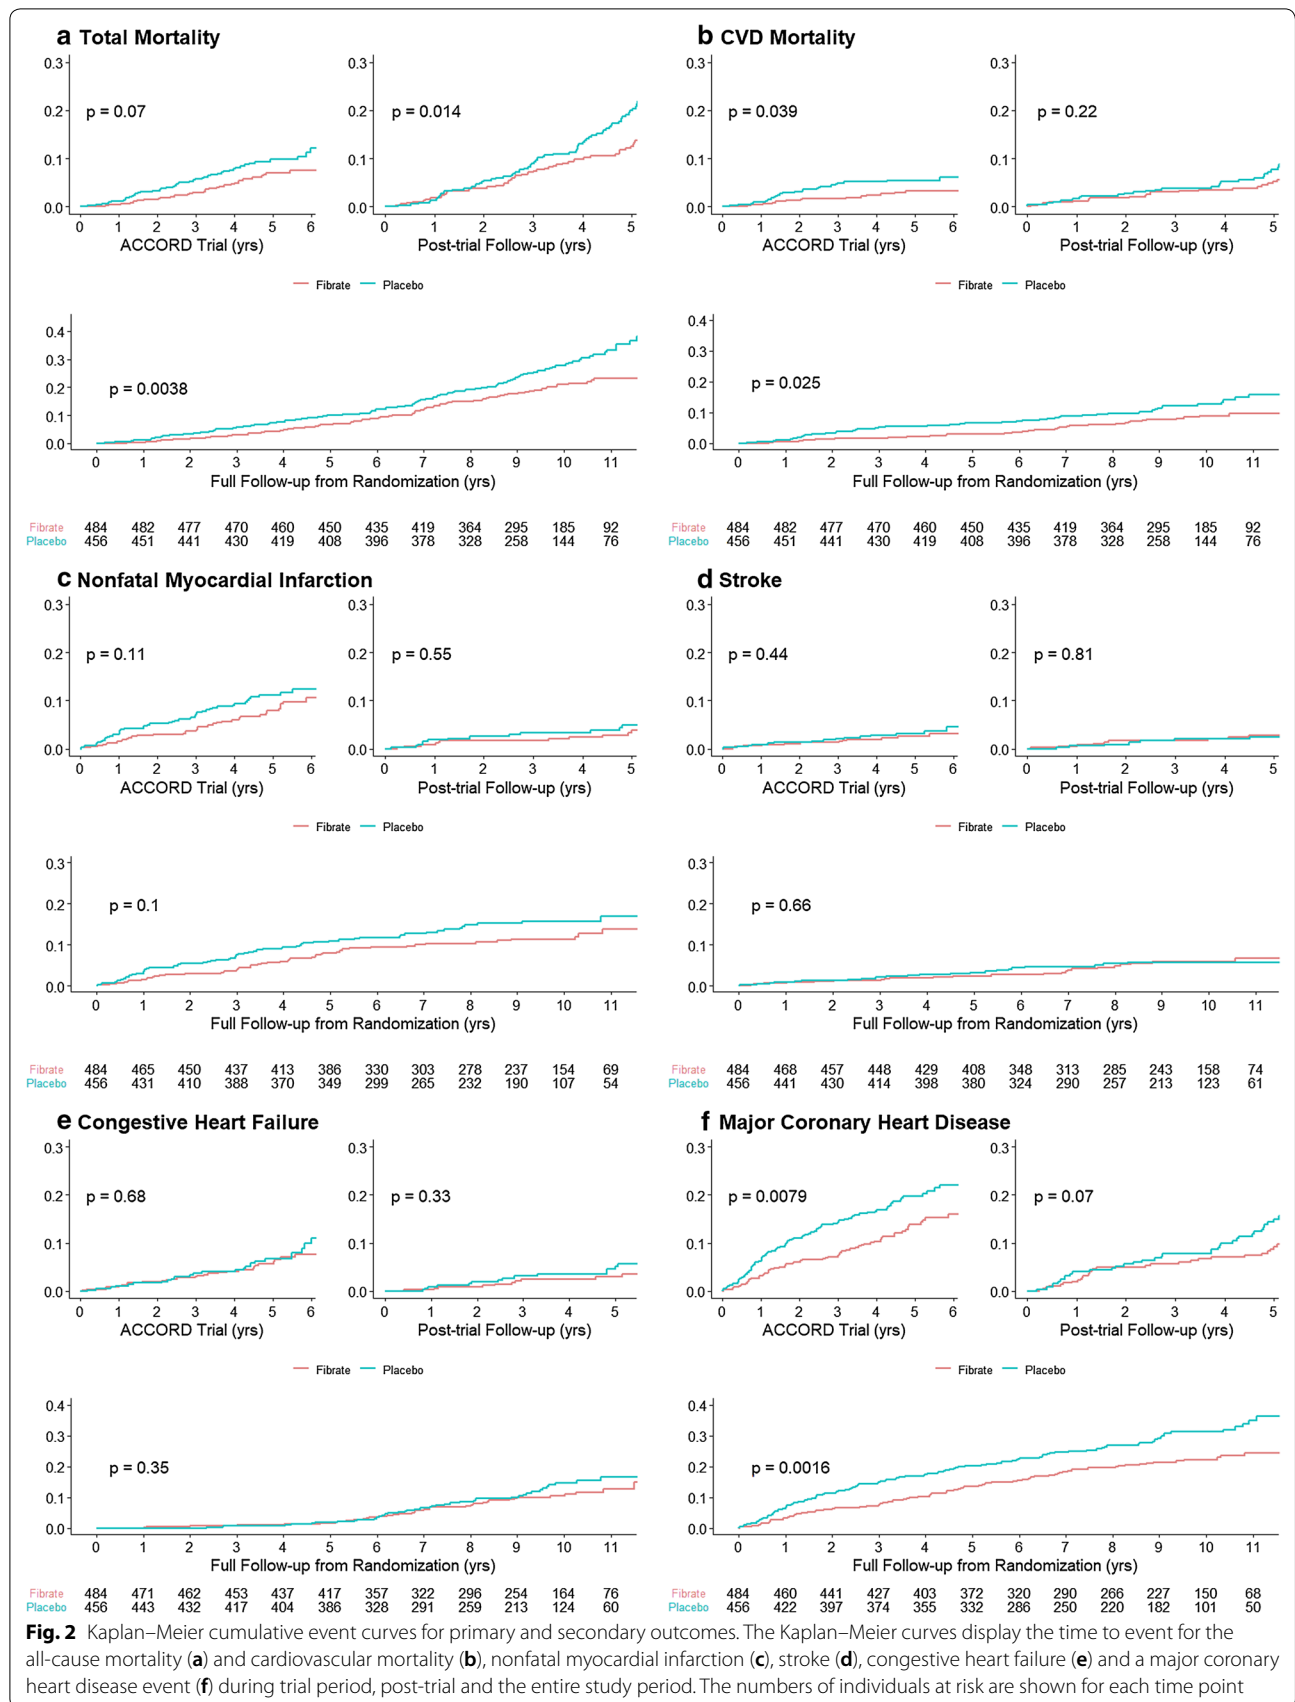 a Total Mortality
0.3
0.2
0.1
0.0
p = 0.07
0 1 2 3 4 5 6
ACCORD Trial (yrs)
0.3
0.2
0.1
0.0
p = 0.014
0 1 2 3 4 5
Post-trial Follow-up (yrs)
Fibrate Placebo
0.4
0.3
0.2
0.1
0.0
p = 0.0038
0 1 2 3 4 5 6 7 8 9 10 11
Full Follow-up from Randomization (yrs)
Fibrate 484 482 477 470 460 450 435 419 364 295 185 92
Placebo 456 451 441 430 419 408 396 378 328 258 144 76
b CVD Mortality
0.3
0.2
0.1
0.0
p = 0.039
0 1 2 3 4 5 6
ACCORD Trial (yrs)
0.3
0.2
0.1
0.0
p = 0.22
0 1 2 3 4 5
Post-trial Follow-up (yrs)
Fibrate Placebo
0.4
0.3
0.2
0.1
0.0
p = 0.025
0 1 2 3 4 5 6 7 8 9 10 11
Full Follow-up from Randomization (yrs)
Fibrate 484 482 477 470 460 450 435 419 364 295 185 92
Placebo 456 451 441 430 419 408 396 378 328 258 144 76
c Nonfatal Myocardial Infarction
0.3
0.2
0.1
0.0
p = 0.11
0 1 2 3 4 5 6
ACCORD Trial (yrs)
0.3
0.2
0.1
0.0
p = 0.55
0 1 2 3 4 5
Post-trial Follow-up (yrs)
Fibrate Placebo
0.3
0.2
0.1
0.0
p = 0.1
0 1 2 3 4 5 6 7 8 9 10 11
Full Follow-up from Randomization (yrs)
Fibrate 484 465 450 437 413 386 330 303 278 237 154 69
Placebo 456 431 410 388 370 349 299 265 232 190 107 54
d Stroke
0.3
0.2
0.1
0.0
p = 0.44
0 1 2 3 4 5 6
ACCORD Trial (yrs)
0.3
0.2
0.1
0.0
p = 0.81
0 1 2 3 4 5
Post-trial Follow-up (yrs)
Fibrate Placebo
0.3
0.2
0.1
0.0
p = 0.66
0 1 2 3 4 5 6 7 8 9 10 11
Full Follow-up from Randomization (yrs)
Fibrate 484 468 457 448 429 408 348 313 285 243 158 74
Placebo 456 441 430 414 398 380 324 290 257 213 123 61
e Congestive Heart Failure
0.3
0.2
0.1
0.0
p = 0.68
0 1 2 3 4 5 6
ACCORD Trial (yrs)
0.3
0.2
0.1
0.0
p = 0.33
0 1 2 3 4 5
Post-trial Follow-up (yrs)
Fibrate Placebo
0.4
0.3
0.2
0.1
0.0
p = 0.35
0 1 2 3 4 5 6 7 8 9 10 11
Full Follow-up from Randomization (yrs)
Fibrate 484 471 462 453 437 417 357 322 296 254 164 76
Placebo 456 443 432 417 404 386 328 291 259 213 124 60
f Major Coronary Heart Disease
0.3
0.2
0.1
0.0
p = 0.0079
0 1 2 3 4 5 6
ACCORD Trial (yrs)
0.3
0.2
0.1
0.0
p = 0.07
0 1 2 3 4 5
Post-trial Follow-up (yrs)
Fibrate Placebo
0.4
0.3
0.2
0.1
0.0
p = 0.0016
0 1 2 3 4 5 6 7 8 9 10 11
Full Follow-up from Randomization (yrs)
Fibrate 484 460 441 427 403 372 320 290 266 227 150 68
Placebo 456 422 397 374 355 332 286 250 220 182 101 50
Fig. 2 Kaplan–Meier cumulative event curves for primary and secondary outcomes. The Kaplan–Meier curves display the time to event for the
all-cause mortality (a) and cardiovascular mortality (b), nonfatal myocardial infarction (c), stroke (d), congestive heart failure (e) and a major coronary
heart disease event (f) during trial period, post-trial and the entire study period. The numbers of individuals at risk are shown for each time point